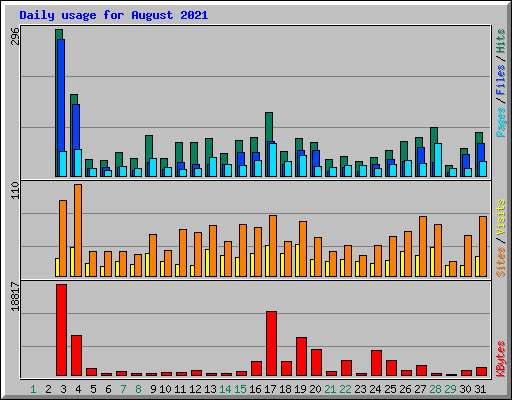 Daily usage for August 2021
296
Pages / Files / Hits
110
Sites / Visits
18817
KBytes
1 2 3 4 5 6 7 8 9 10 11 12 13 14 15 16 17 18 19 20 21 22 23 24 25 26 27 28 29 30 31